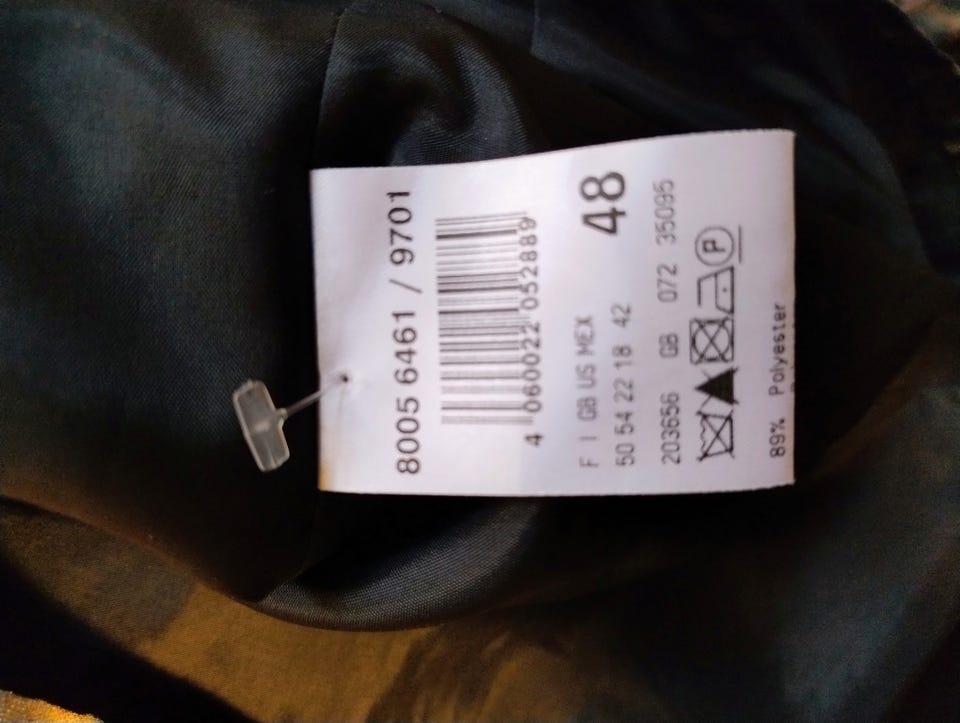 8005 6461 / 9701
4 060022 052889
F I GB US MEX
50 54 22 18 42
48
203656 GB 072 35095
P
89% Polyester